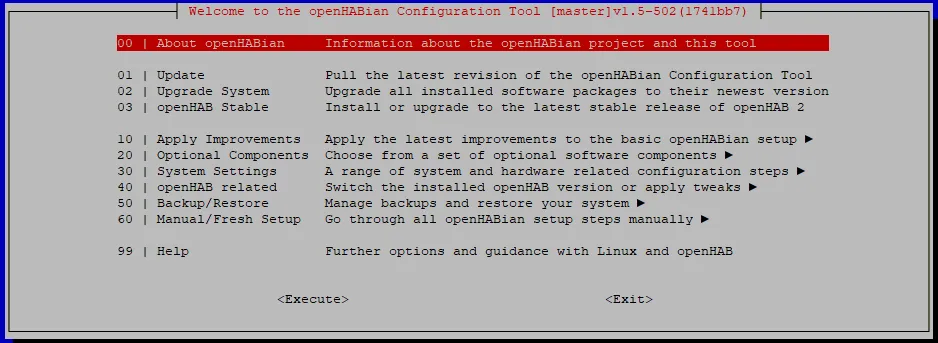 Welcome to the openHABian Configuration Tool [master]v1.5-502(1741bb7)
00 | About openHABian Information about the openHABian project and this tool
01 | Update Pull the latest revision of the openHABian Configuration Tool
02 | Upgrade System Upgrade all installed software packages to their newest version
03 | openHAB Stable Install or upgrade to the latest stable release of openHAB 2
10 | Apply Improvements Apply the latest improvements to the basic openHABian setup ►
20 | Optional Components Choose from a set of optional software components ►
30 | System Settings A range of system and hardware related configuration steps ►
40 | openHAB related Switch the installed openHAB version or apply tweaks ►
50 | Backup/Restore Manage backups and restore your system ►
60 | Manual/Fresh Setup Go through all openHABian setup steps manually ►
99 | Help Further options and guidance with Linux and openHAB
<Execute> <Exit>